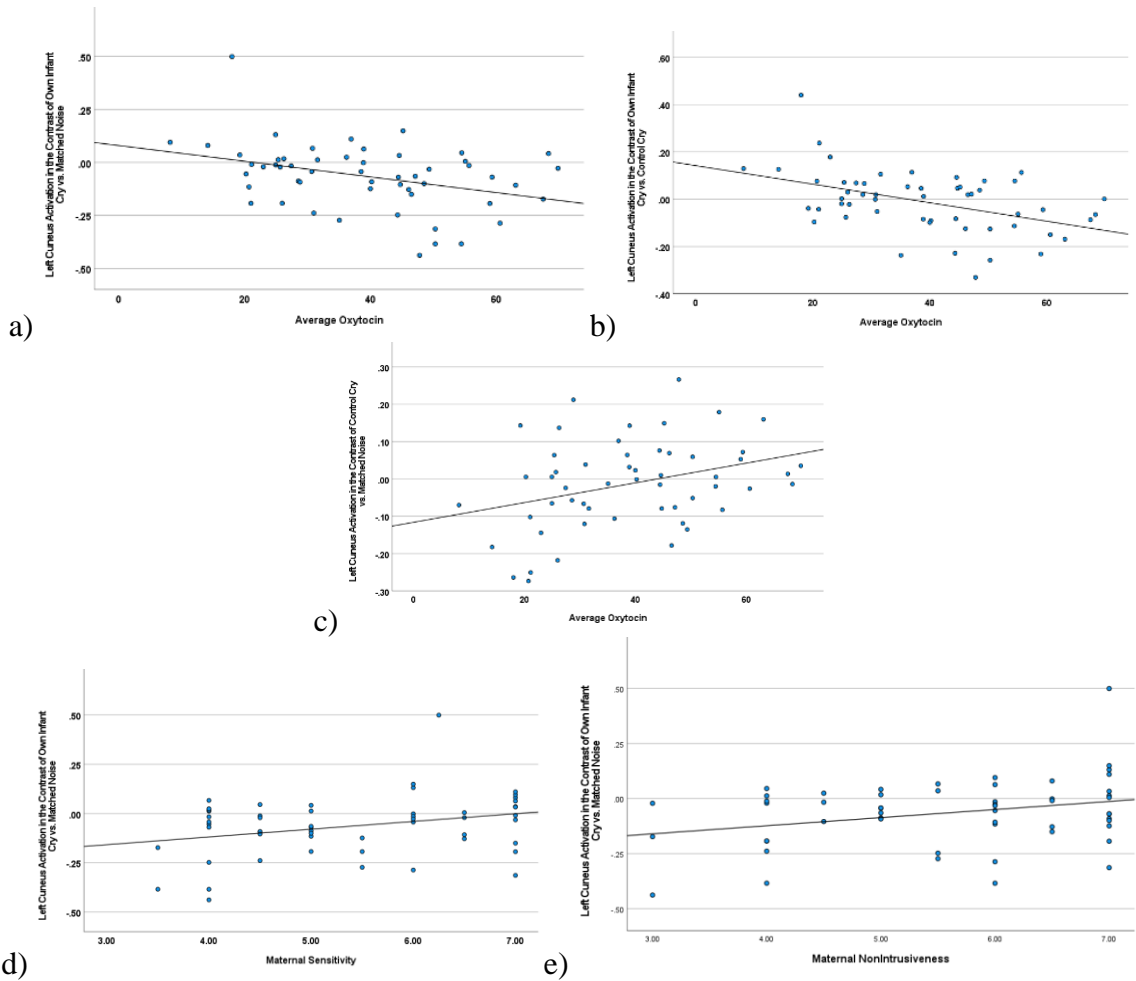 Left Cuneus Activation in the Contrast of Own Infant
Cry vs. Matched Noise
.50
.25
.00
-.25
-.50
0
20
40
60
Average Oxytocin
a)
Left Cuneus Activation in the Contrast of Own Infant
Cry vs. Control Cry
.60
.40
.20
.00
-.20
-.40
0
20
40
60
Average Oxytocin
b)
Left Cuneus Activation in the Contrast of Control Cry
vs. Matched Noise
.30
.20
.10
.00
-.10
-.20
-.30
0
20
40
60
Average Oxytocin
c)
Left Cuneus Activation in the Contrast of Own Infant
Cry vs. Matched Noise
.50
.25
.00
-.25
-.50
3.00
4.00
5.00
6.00
7.00
Maternal Sensitivity
d)
Left Cuneus Activation in the Contrast of Own Infant
Cry vs. Matched Noise
.50
.25
.00
-.25
-.50
3.00
4.00
5.00
6.00
7.00
Maternal NonIntrusiveness
e)